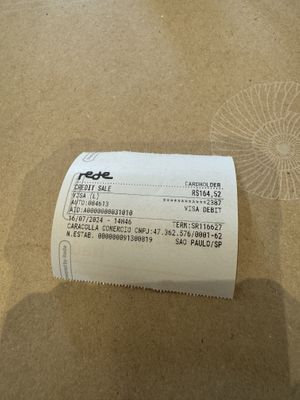 rede
CREDIT SALE CARDHOLDER
VISA (L) R$164,52
AUTO:084613 ************2387
AID:A0000000031010 VISA DEBIT
16/07/2024 - 14H46 TERM:SR116627
CARACOLLA COMERCIO CNPJ:47.362.576/0001-62
N.ESTAB. 000000091300819 SAO PAULO/SP